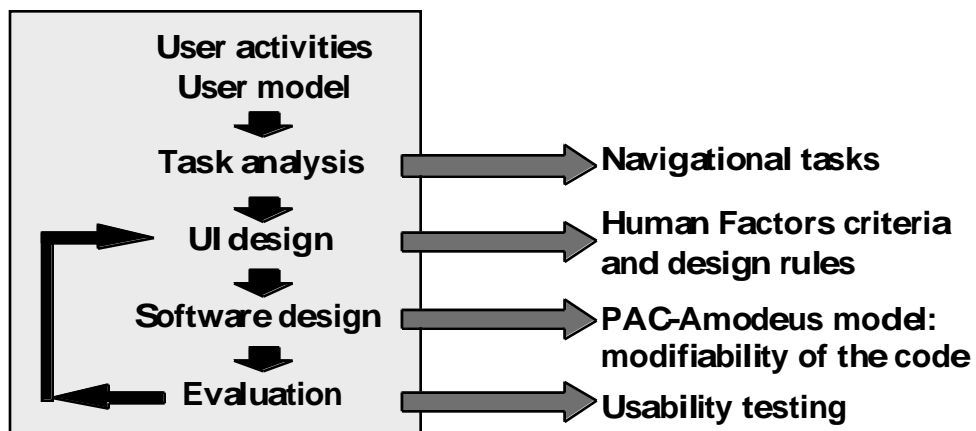 User activities
User model
Task analysis
Navigational tasks
UI design
Human Factors criteria
and design rules
Software design
PAC-Amodeus model:
modifiability of the code
Evaluation
Usability testing